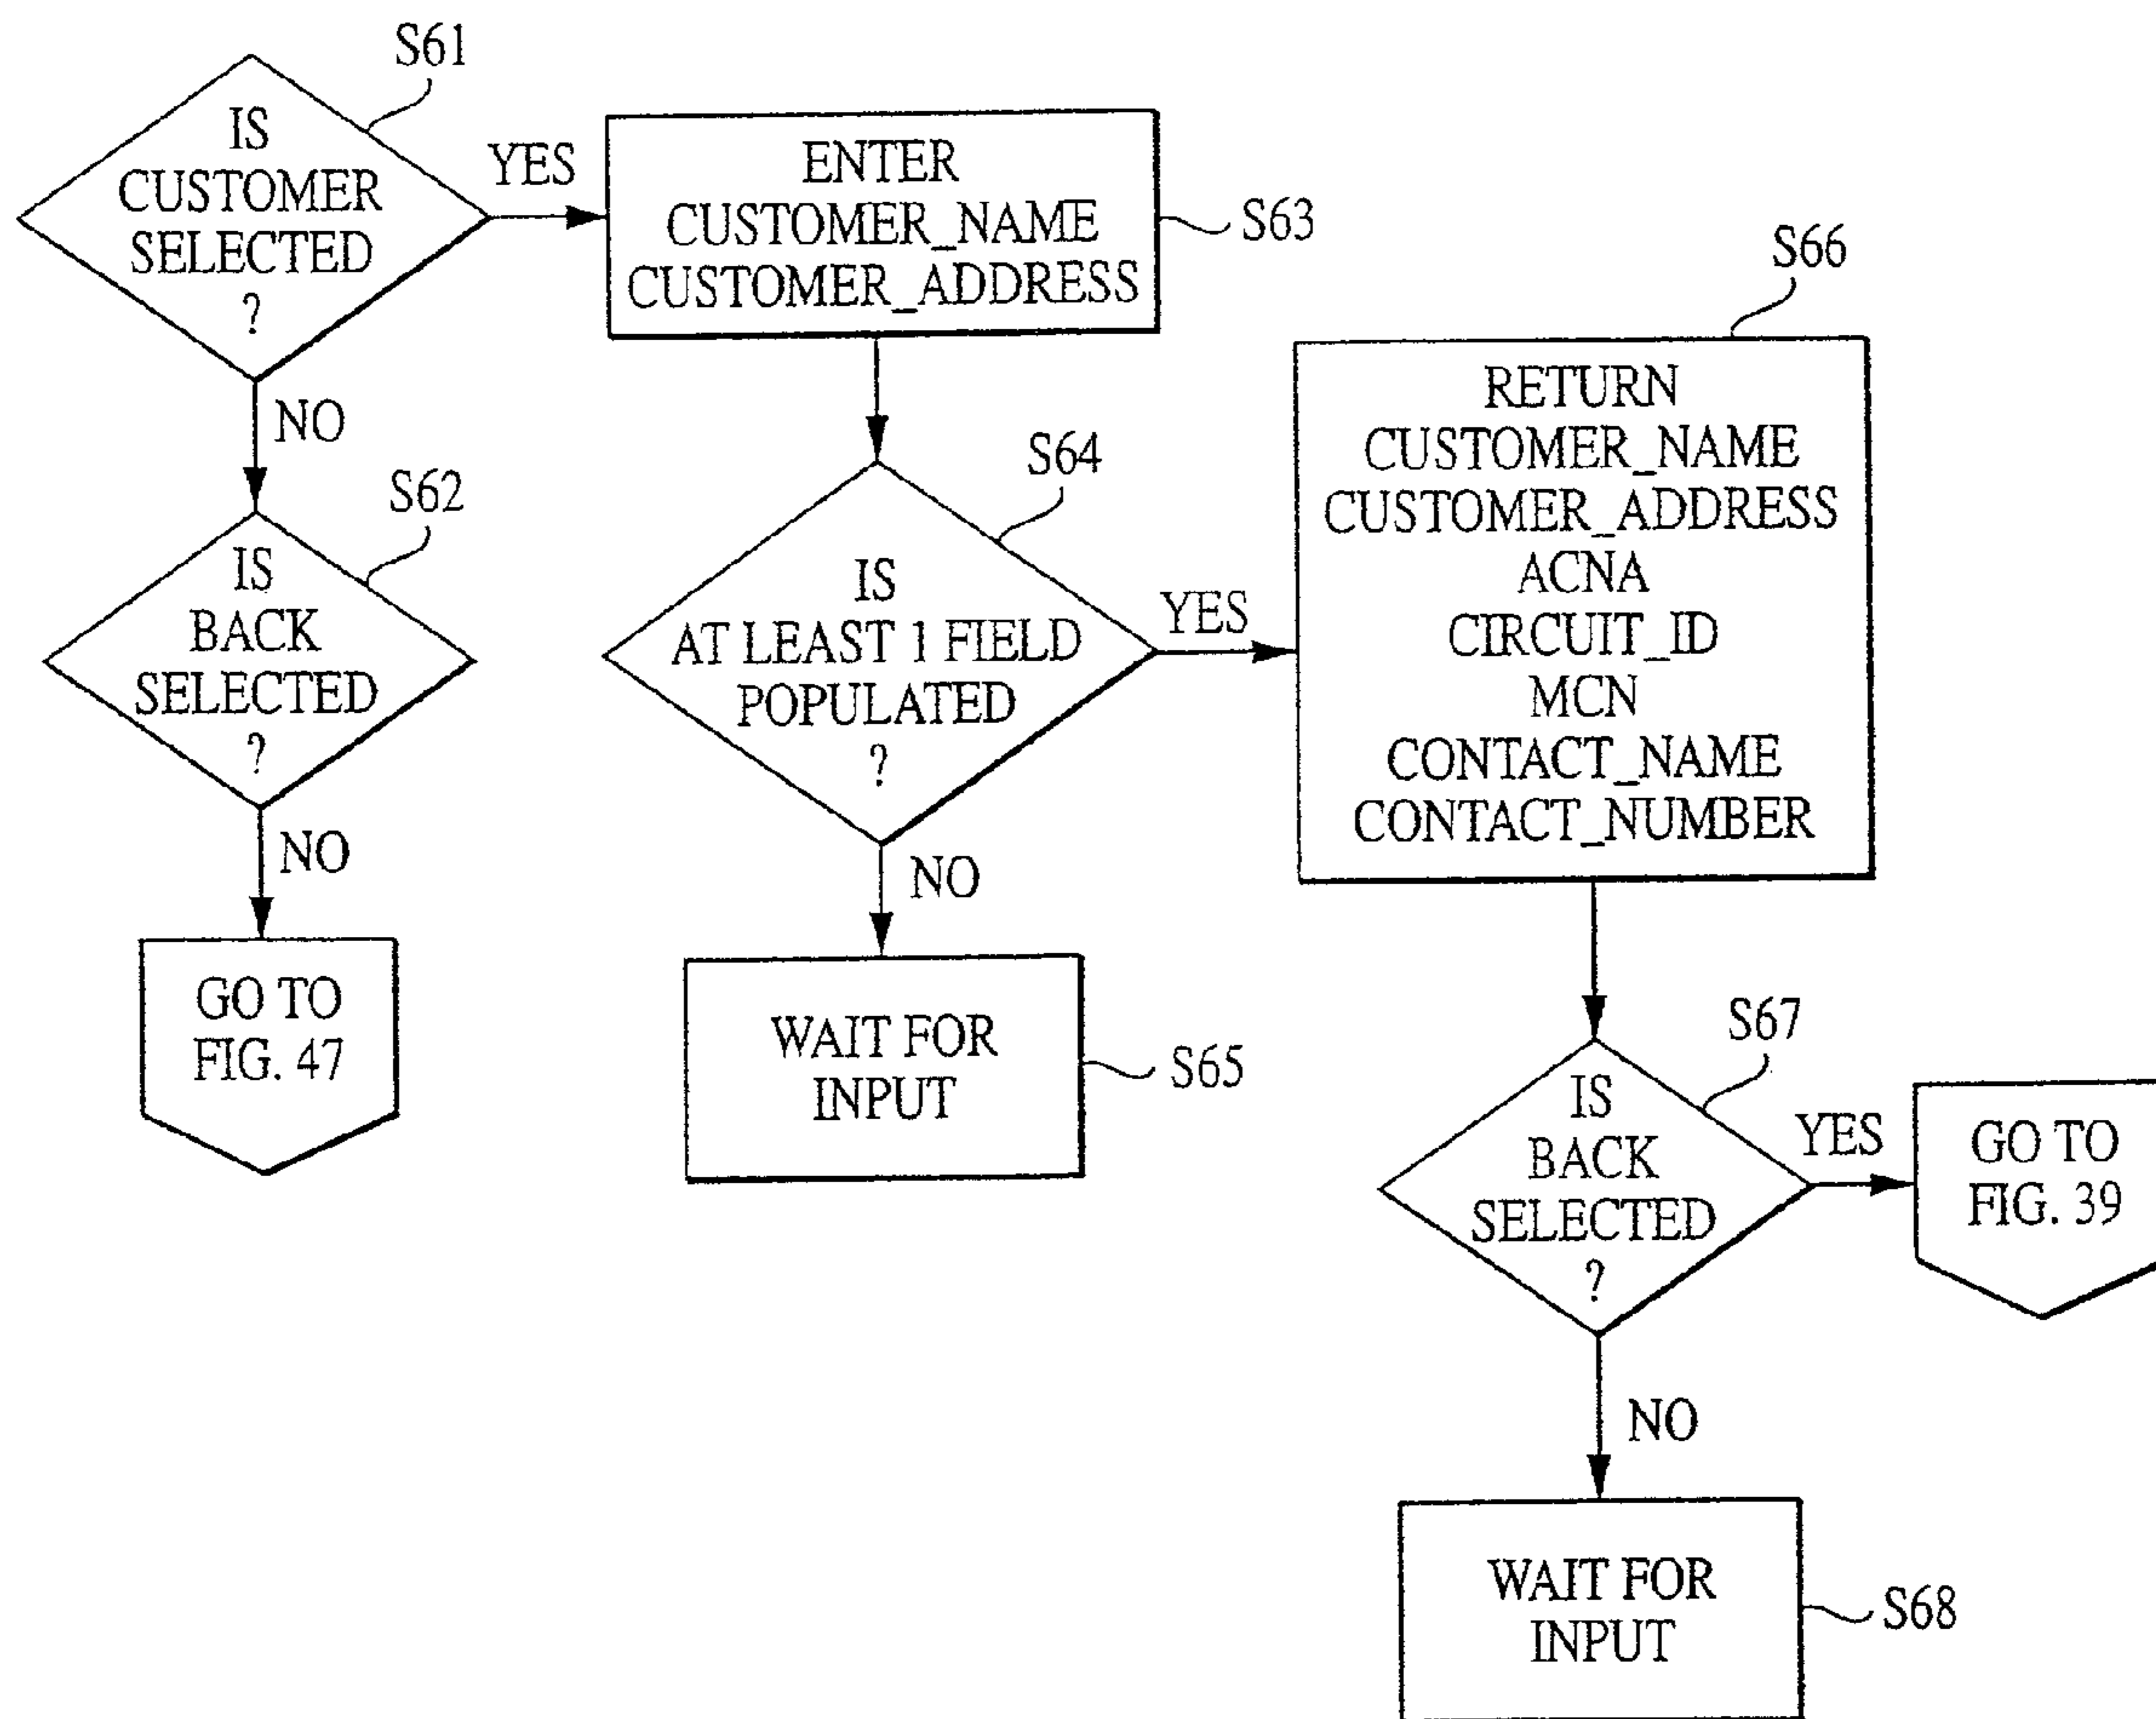 S61
IS
CUSTOMER
SELECTED
?
YES
NO
ENTER
CUSTOMER_NAME
CUSTOMER_ADDRESS
S63
S62
IS
BACK
SELECTED
?
NO
GO TO
FIG. 47
S64
IS
AT LEAST 1 FIELD
POPULATED
?
YES
NO
WAIT FOR
INPUT
S65
S66
RETURN
CUSTOMER_NAME
CUSTOMER_ADDRESS
ACNA
CIRCUIT_ID
MCN
CONTACT_NAME
CONTACT_NUMBER
S67
IS
BACK
SELECTED
?
YES
GO TO
FIG. 39
NO
WAIT FOR
INPUT
S68